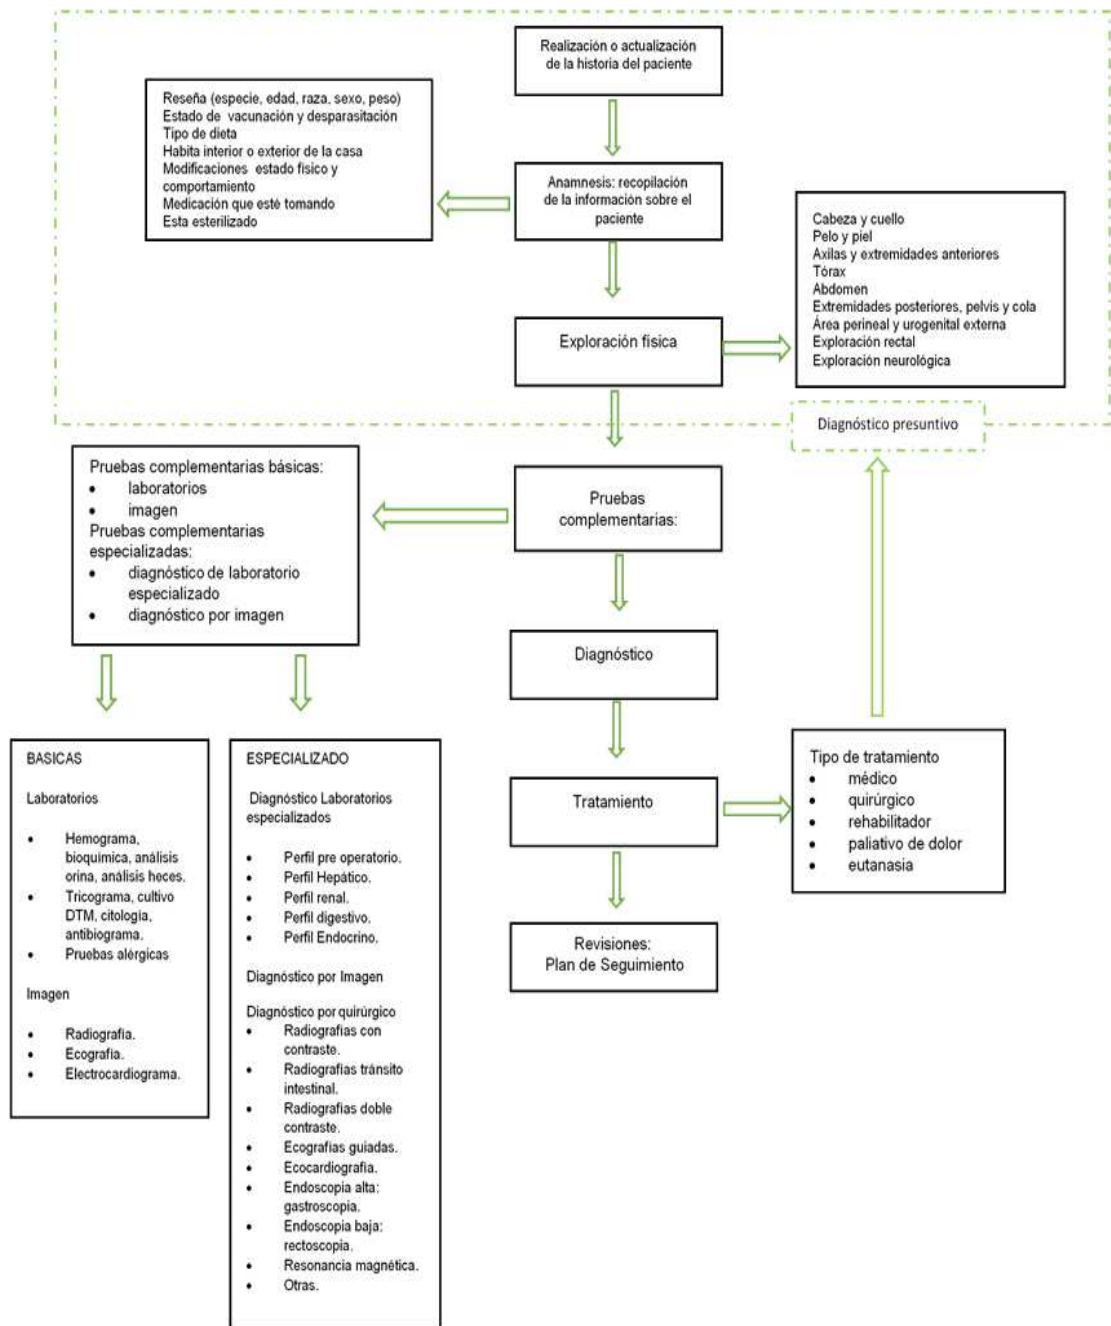 Realización o actualización
de la historia del paciente
Reseña (especie, edad, raza, sexo, peso)
Estado de vacunación y desparasitación
Tipo de dieta
Habita interior o exterior de la casa
Modificaciones estado físico y
comportamiento
Medicación que esté tomando
Esta esterilizado
Anamnesis: recopilación
de la información sobre el
paciente
Cabeza y cuello
Pelo y piel
Axilas y extremidades anteriores
Tórax
Abdomen
Extremidades posteriores, pelvis y cola
Área perineal y urogenital externa
Exploración rectal
Exploración neurológica
Exploración física
Diagnóstico presuntivo
Pruebas complementarias básicas:
• laboratorios
• imagen
Pruebas complementarias
especializadas:
• diagnóstico de laboratorio
especializado
• diagnóstico por imagen
Pruebas
complementarias:
Diagnóstico
Tratamiento
Tipo de tratamiento
• médico
• quirúrgico
• rehabilitador
• paliativo de dolor
• eutanasia
Revisiones:
Plan de Seguimiento
BASICAS
Laboratorios
• Hemograma,
bioquímica, análisis
orina, análisis heces.
• Tricograma, cultivo
DTM, citología,
antibiograma.
• Pruebas alérgicas
Imagen
• Radiografía.
• Ecografía.
• Electrocardiograma.
ESPECIALIZADO
Diagnóstico Laboratorios
especializados
• Perfil pre operatorio.
• Perfil Hepático.
• Perfil renal.
• Perfil digestivo.
• Perfil Endocrino.
Diagnóstico por Imagen
Diagnóstico por quirúrgico
• Radiografías con
contraste.
• Radiografías tránsito
intestinal.
• Radiografías doble
contraste.
• Ecografías guiadas.
• Ecocardiografía.
• Endoscopia alta:
gastroscopia.
• Endoscopia baja:
rectoscopia.
• Resonancia magnética.
• Otras.